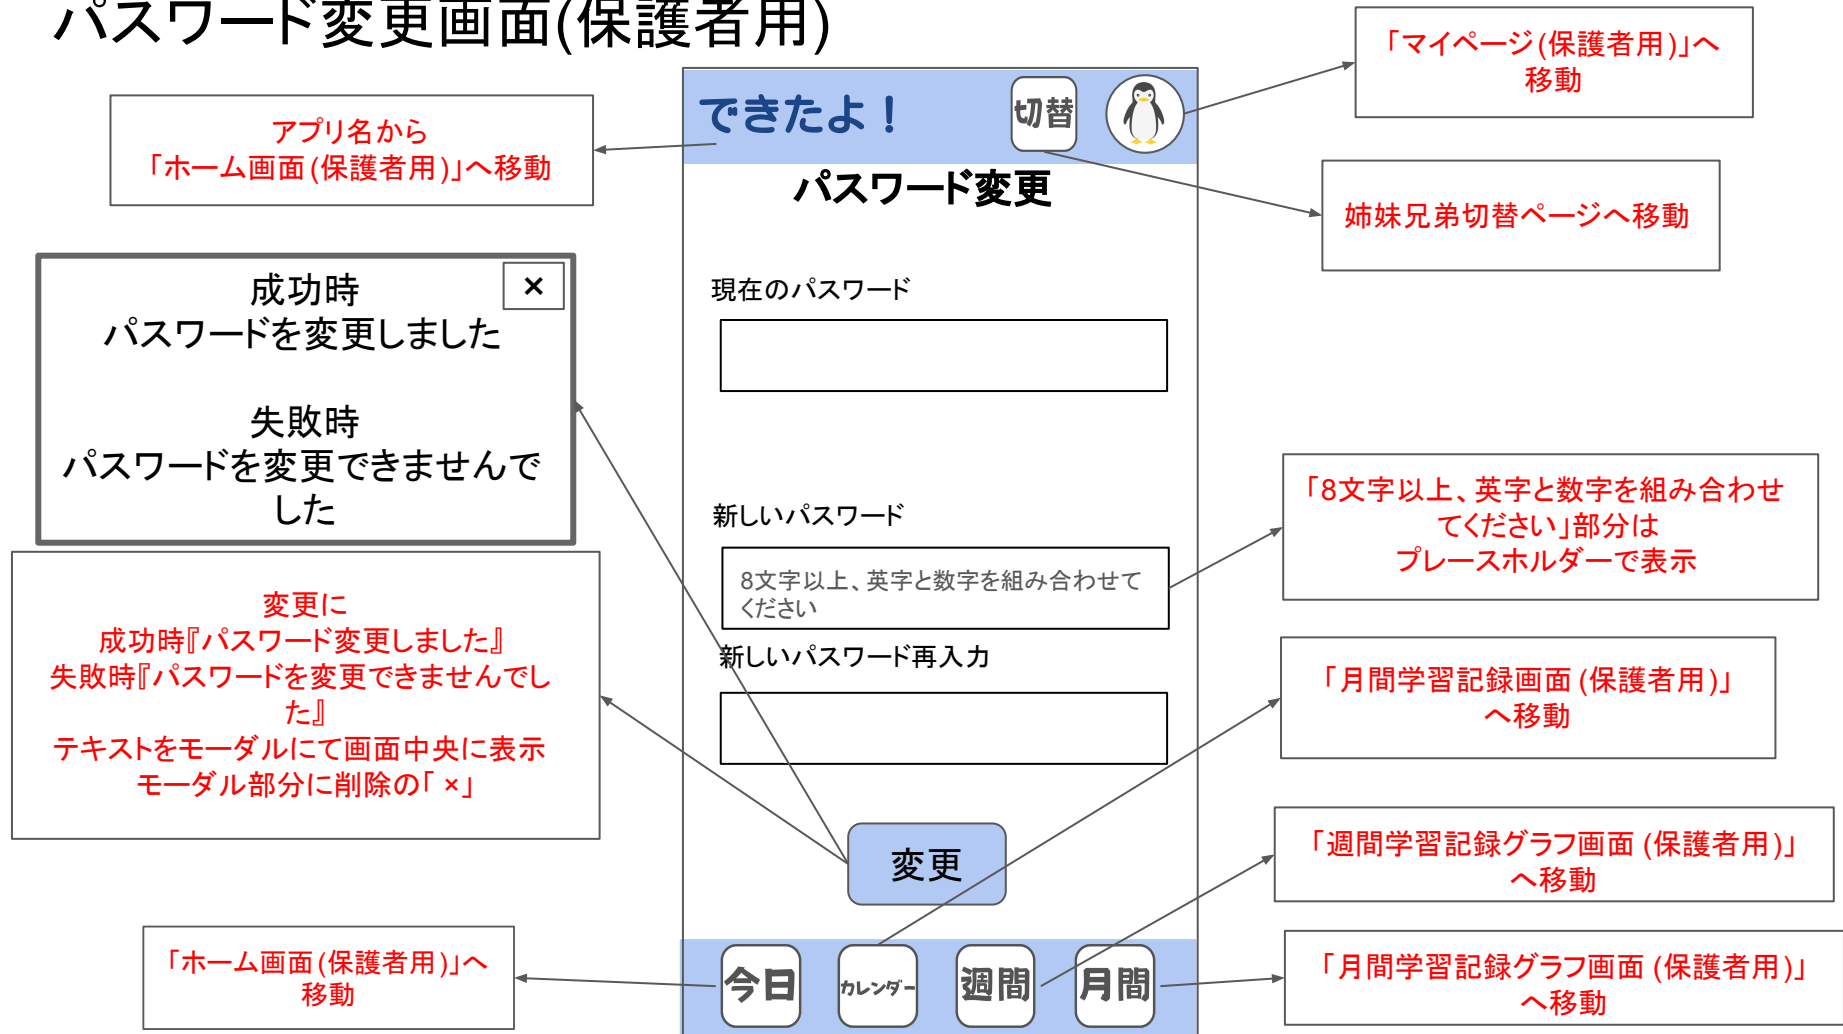 パスワード変更画面(保護者用)
「マイページ(保護者用)」へ
移動
アプリ名から
「ホーム画面(保護者用)」へ移動
できたよ！
切替
姉妹兄弟切替ページへ移動
パスワード変更
成功時
×
パスワードを変更しました
失敗時
パスワードを変更できませんで
した
現在のパスワード
新しいパスワード
8文字以上、英字と数字を組み合わせて
ください
「8文字以上、英字と数字を組み合わせ
てください」部分は
プレースホルダーで表示
新しいパスワード再入力
変更に
成功時『パスワード変更しました』
失敗時『パスワードを変更できませんでし
た』
テキストをモーダルにて画面中央に表示
モーダル部分に削除の「×」
「月間学習記録画面(保護者用)」
へ移動
変更
「週間学習記録グラフ画面(保護者用)」
へ移動
「ホーム画面(保護者用)」へ
移動
今日
カレンダー
週間
月間
「月間学習記録グラフ画面(保護者用)」
へ移動